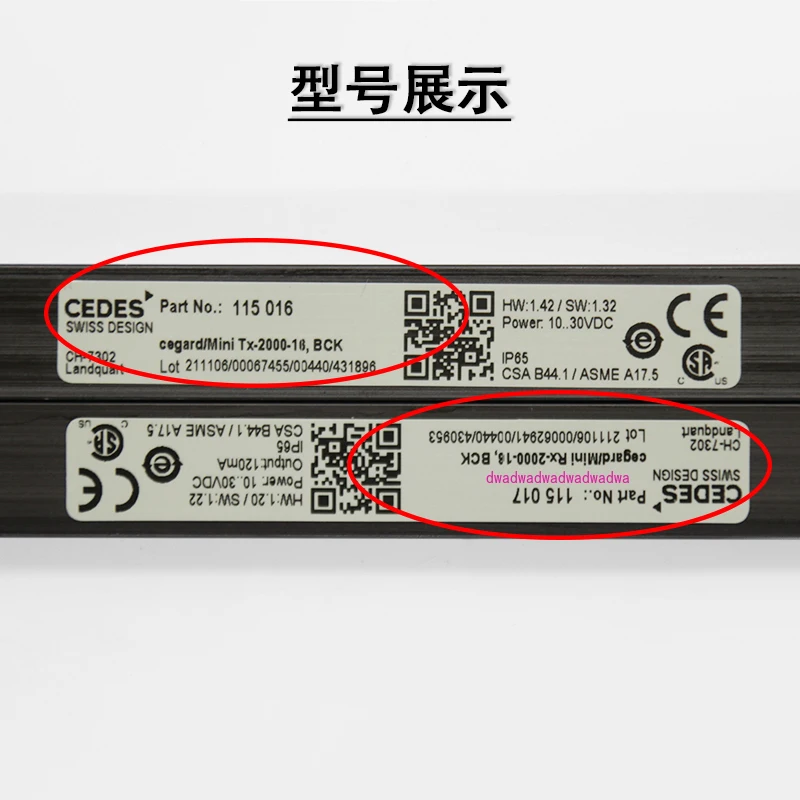 型号展示
CEDES
SWISS DESIGN
CH-7302
Landquart
Part No.: 115 016
cegard/Mini Tx-2000-16, BCK
Lot 211106/00067455/00440/431896
HW:1.42 / SW:1.32
Power: 10..30VDC
IP65
CSA B44.1 / ASME A17.5
CE
C US
CEDES
SWISS DESIGN
CH-7302
Landquart
Part No.: 115 017
dwadwadwadwadwadwa
cegard/Mini Rx-2000-16, BCK
Lot 211106/00062941/00440/430953
HW:1.20 / SW:1.22
Power: 10..30VDC
Output:120mA
IP65
CSA B44.1 / ASME A17.5
CE
C US